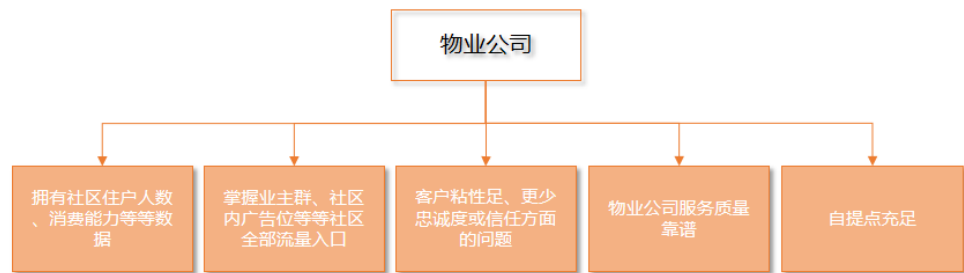 物业公司
拥有社区住户人数
、消费能力等等数
据
掌握业主群、社区
内广告位等等社区
全部流量入口
客户粘性足、更少
忠诚度或信任方面
的问题
物业公司服务质量
靠谱
自提点充足